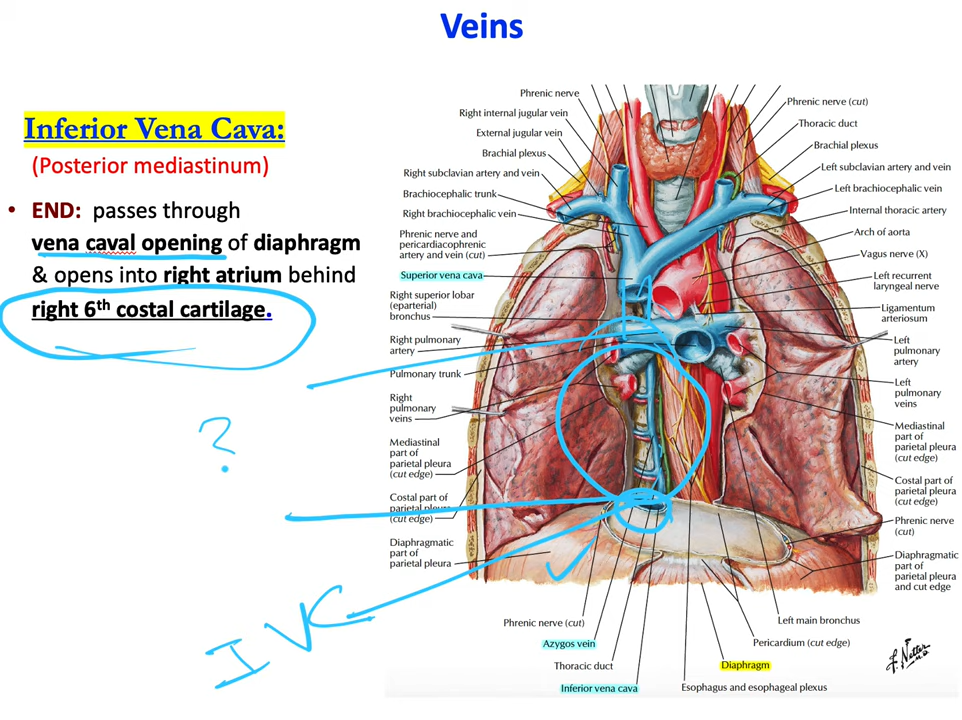 Veins
Inferior Vena Cava:
(Posterior mediastinum)
• END: passes through
vena caval opening of diaphragm
& opens into right atrium behind
right 6th costal cartilage.
?
IVC
Phrenic nerve
Right internal jugular vein
External jugular vein
Brachial plexus
Right subclavian artery and vein
Brachiocephalic trunk
Right brachiocephalic vein
Phrenic nerve and
pericardiacophrenic
artery and vein (cut)
Superior vena cava
Right superior lobar
(eparterial)
bronchus
Right pulmonary
artery
Pulmonary trunk
Right
pulmonary
veins
Mediastinal
part of
parietal pleura
(cut edge)
Costal part of
parietal pleura
(cut edge)
Diaphragmatic
part of
parietal pleura
Phrenic nerve (cut)
Azygos vein
Thoracic duct
Inferior vena cava
Phrenic nerve (cut)
Thoracic duct
Brachial plexus
Left subclavian artery and vein
Left brachiocephalic vein
Internal thoracic artery
Arch of aorta
Vagus nerve (X)
Left recurrent
laryngeal nerve
Ligamentum
arteriosum
Left
pulmonary
artery
Left
pulmonary
veins
Mediastinal
part of
parietal pleura
(cut edge)
Costal part of
parietal pleura
(cut edge)
Phrenic nerve
(cut)
Diaphragmatic
part of
parietal pleura
and cut edge
Left main bronchus
Pericardium (cut edge)
Diaphragm
Esophagus and esophageal plexus
F. Netter
M.D.